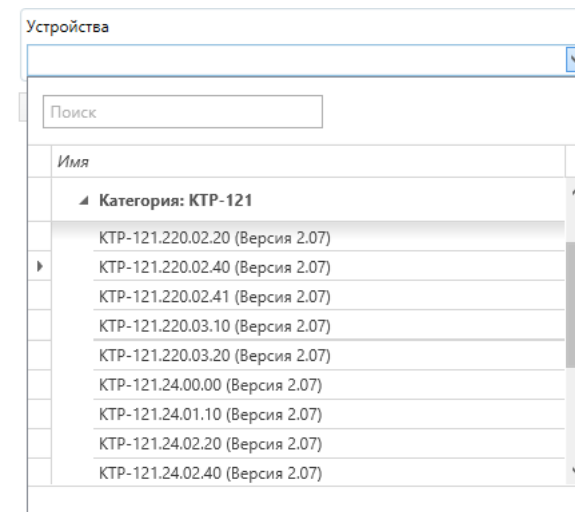 Устройства
Поиск
Имя
Категория: КТР-121
КТР-121.220.02.20 (Версия 2.07)
КТР-121.220.02.40 (Версия 2.07)
КТР-121.220.02.41 (Версия 2.07)
КТР-121.220.03.10 (Версия 2.07)
КТР-121.220.03.20 (Версия 2.07)
КТР-121.24.00.00 (Версия 2.07)
КТР-121.24.01.10 (Версия 2.07)
КТР-121.24.02.20 (Версия 2.07)
КТР-121.24.02.40 (Версия 2.07)